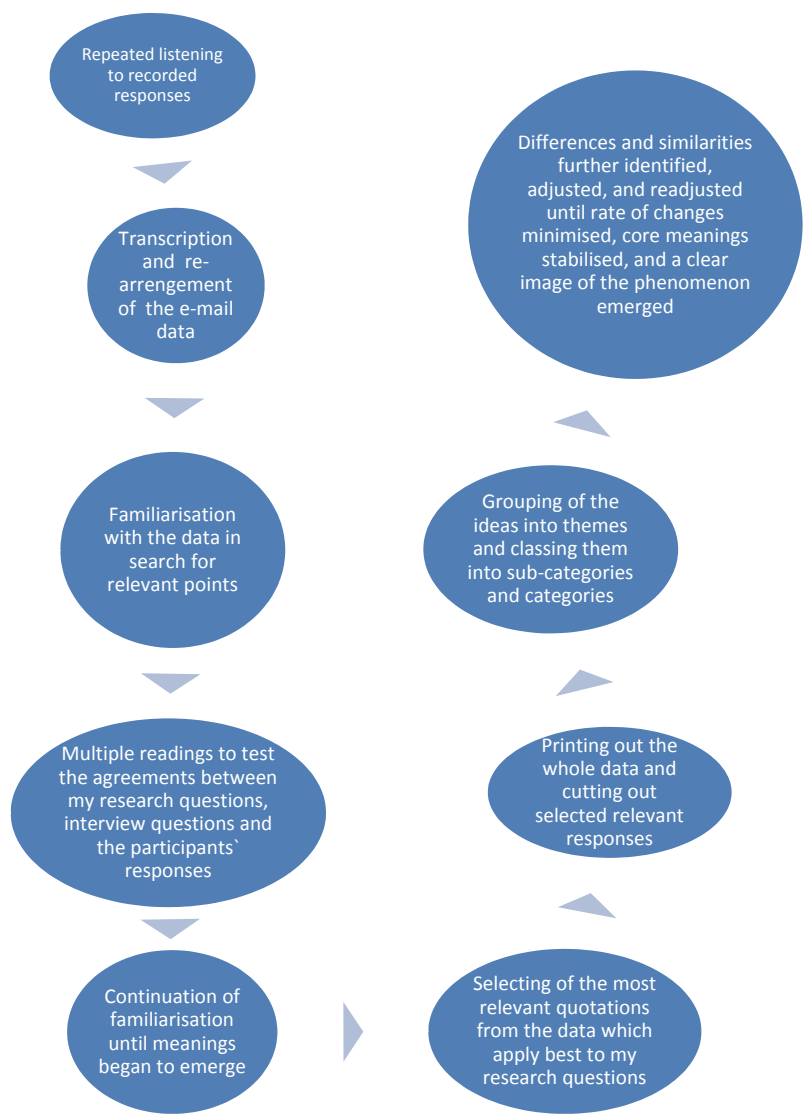 Repeated listening
to recorded
responses
Transcription
and re-
arrengement
of the e-mail
data
Familiarisation
with the data in
search for
relevant points
Multiple readings to test
the agreements between
my research questions,
interview questions and
the participants`
responses
Continuation of
familiarisation
until meanings
began to emerge
Selecting of the most
relevant quotations
from the data which
apply best to my
research questions
Printing out the
whole data and
cutting out
selected relevant
responses
Grouping of the
ideas into themes
and classing them
into sub-categories
and categories
Differences and similarities
further identified,
adjusted, and readjusted
until rate of changes
minimised, core meanings
stabilised, and a clear
image of the phenomenon
emerged